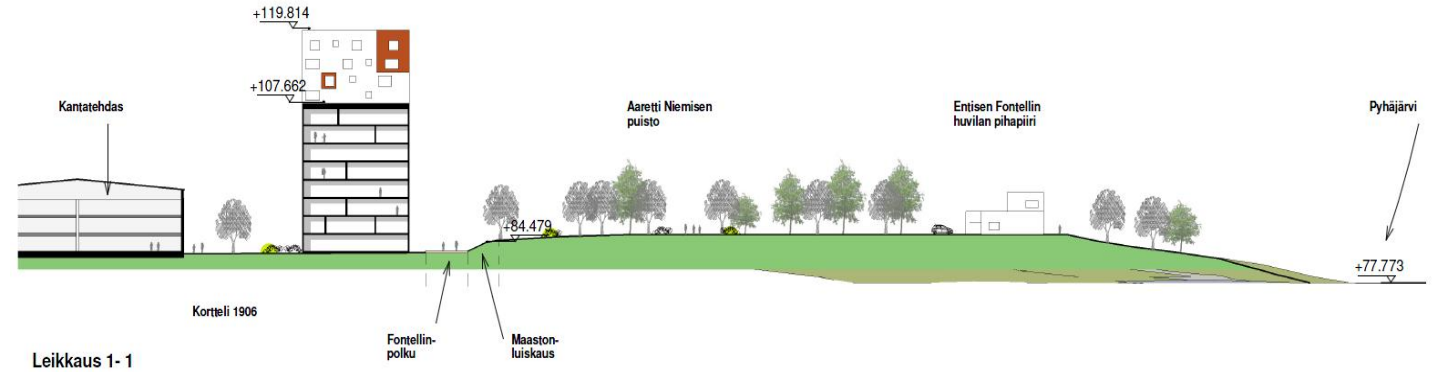 +119.814
+107.662
Kantatehdas
Aaretti Niemisen
puisto
Entisen Fontellin
huvilan pihapiiri
Pyhäjärvi
+84.479
+77.773
Kortteli 1906
Fontellin-
polku
Maaston-
luiskaus
Leikkaus 1- 1